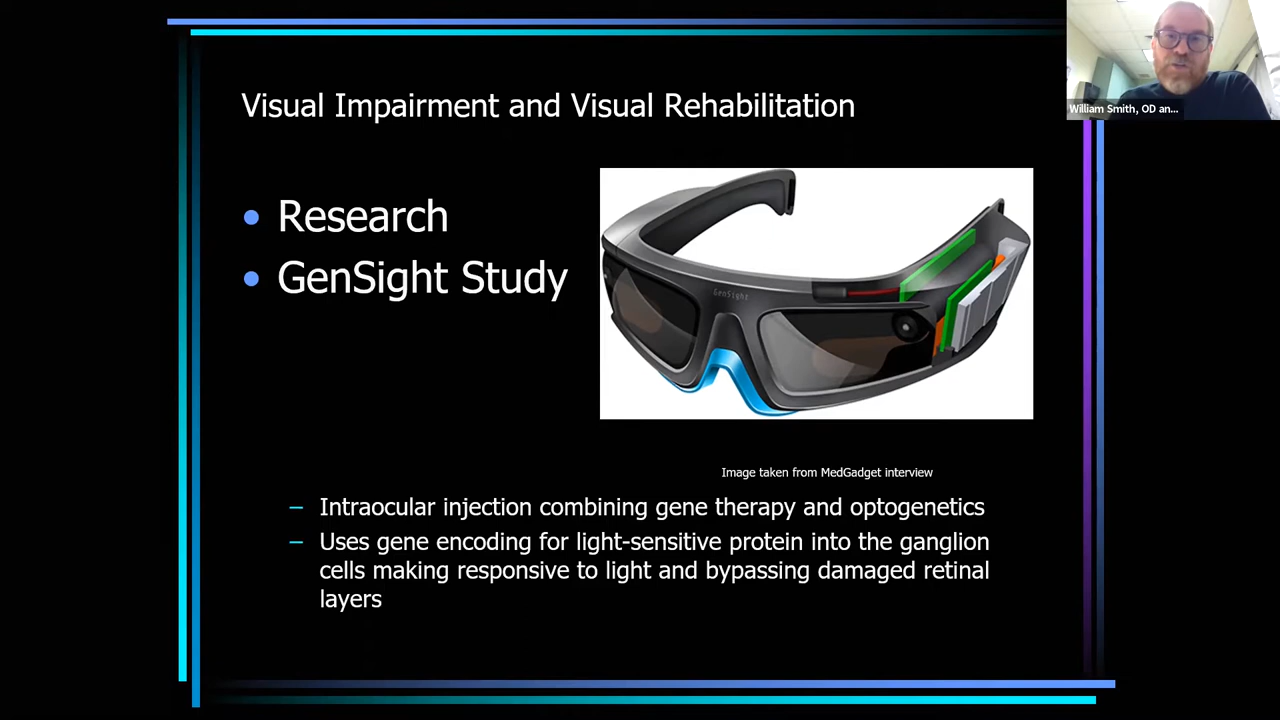 William Smith, OD an...
Visual Impairment and Visual Rehabilitation
• Research
• GenSight Study
GenSight
Image taken from MedGadget interview
– Intraocular injection combining gene therapy and optogenetics
– Uses gene encoding for light-sensitive protein into the ganglion
cells making responsive to light and bypassing damaged retinal
layers